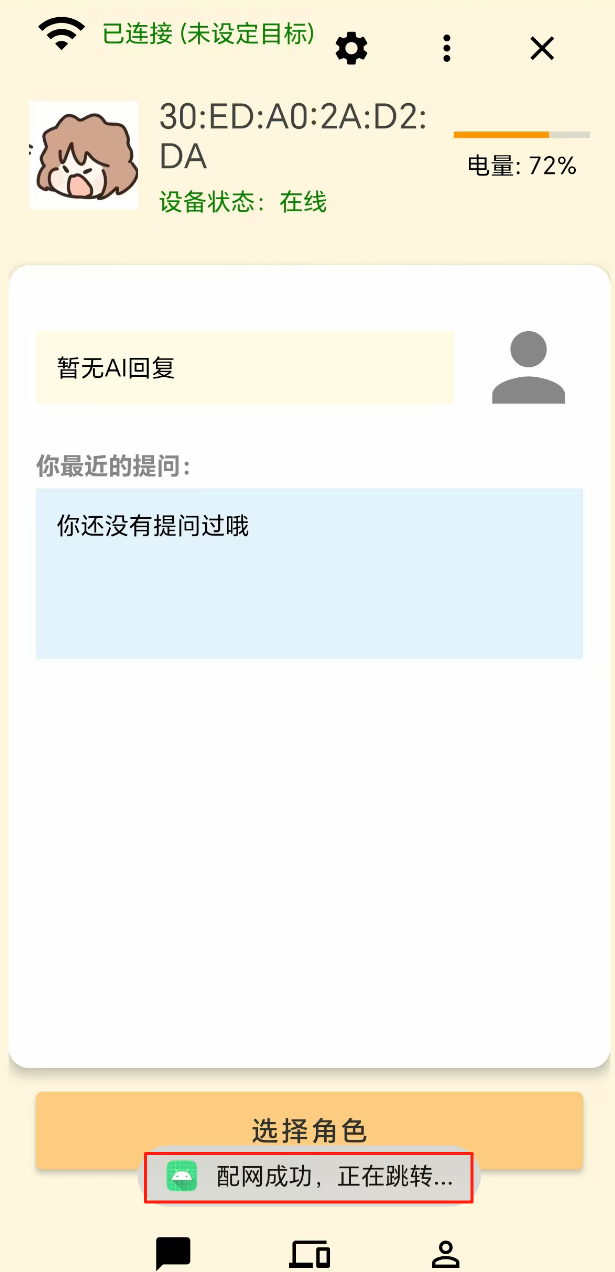 已连接 (未设定目标)
30:ED:A0:2A:D2:
DA
电量: 72%
设备状态：在线
暂无AI回复
你最近的提问：
你还没有提问过哦
选择角色
配网成功，正在跳转...